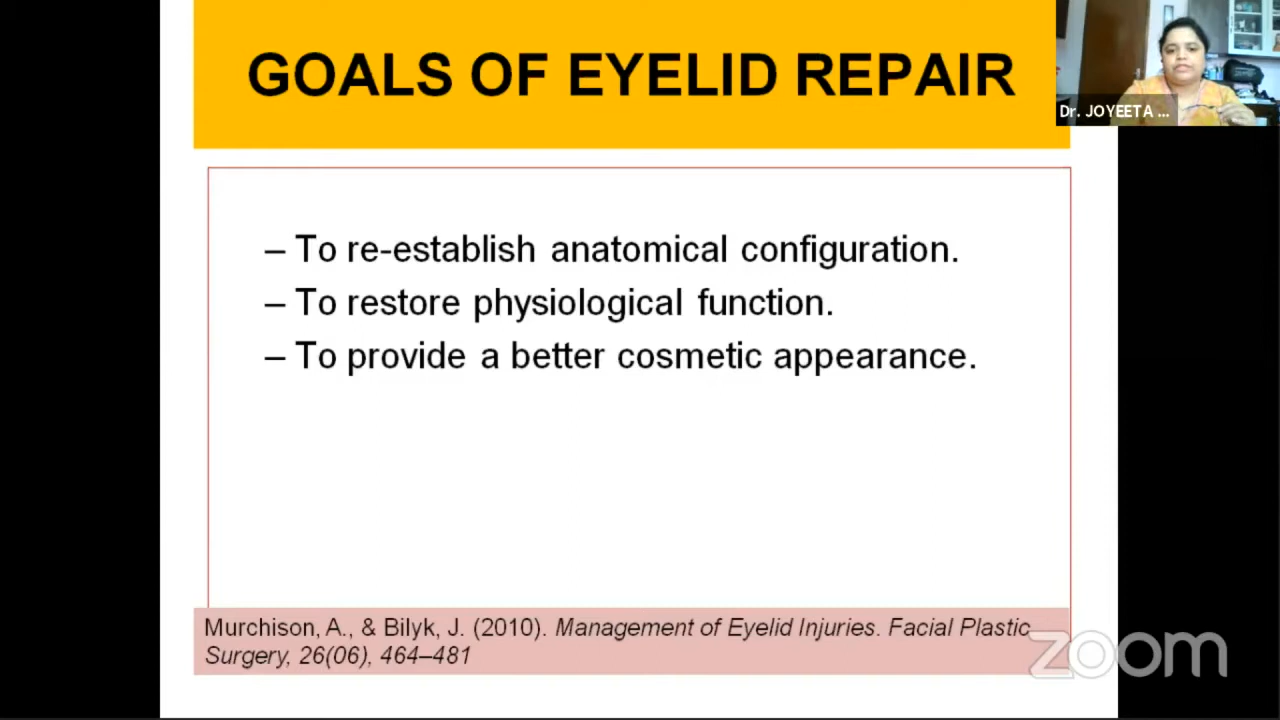 GOALS OF EYELID REPAIR
Dr. JOYEETA ...
– To re-establish anatomical configuration.
– To restore physiological function.
– To provide a better cosmetic appearance.
Murchison, A., & Bilyk, J. (2010). Management of Eyelid Injuries. Facial Plastic
Surgery, 26(06), 464–481
zoom